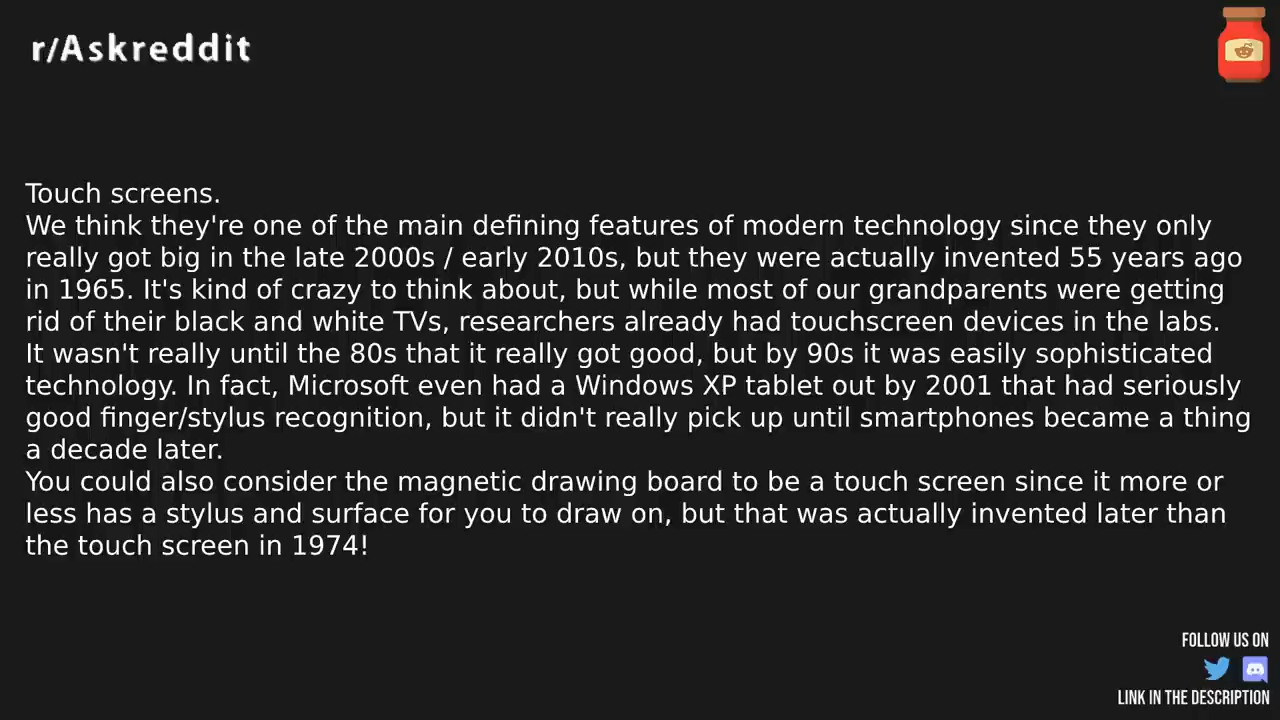 r/Askreddit
Touch screens.
We think they're one of the main defining features of modern technology since they only
really got big in the late 2000s / early 2010s, but they were actually invented 55 years ago
in 1965. It's kind of crazy to think about, but while most of our grandparents were getting
rid of their black and white TVs, researchers already had touchscreen devices in the labs.
It wasn't really until the 80s that it really got good, but by 90s it was easily sophisticated
technology. In fact, Microsoft even had a Windows XP tablet out by 2001 that had seriously
good finger/stylus recognition, but it didn't really pick up until smartphones became a thing
a decade later.
You could also consider the magnetic drawing board to be a touch screen since it more or
less has a stylus and surface for you to draw on, but that was actually invented later than
the touch screen in 1974!
FOLLOW US ON
LINK IN THE DESCRIPTION